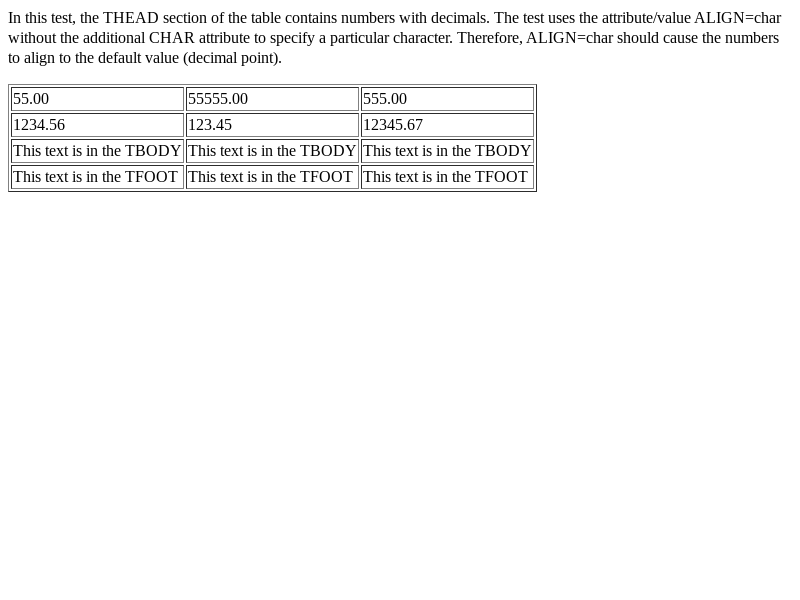 In this test, the THEAD section of the table contains numbers with decimals. The test uses the attribute/value ALIGN=char
without the additional CHAR attribute to specify a particular character. Therefore, ALIGN=char should cause the numbers
to align to the default value (decimal point).
55.00 55555.00 555.00
1234.56 123.45 12345.67
This text is in the TBODY This text is in the TBODY This text is in the TBODY
This text is in the TFOOT This text is in the TFOOT This text is in the TFOOT